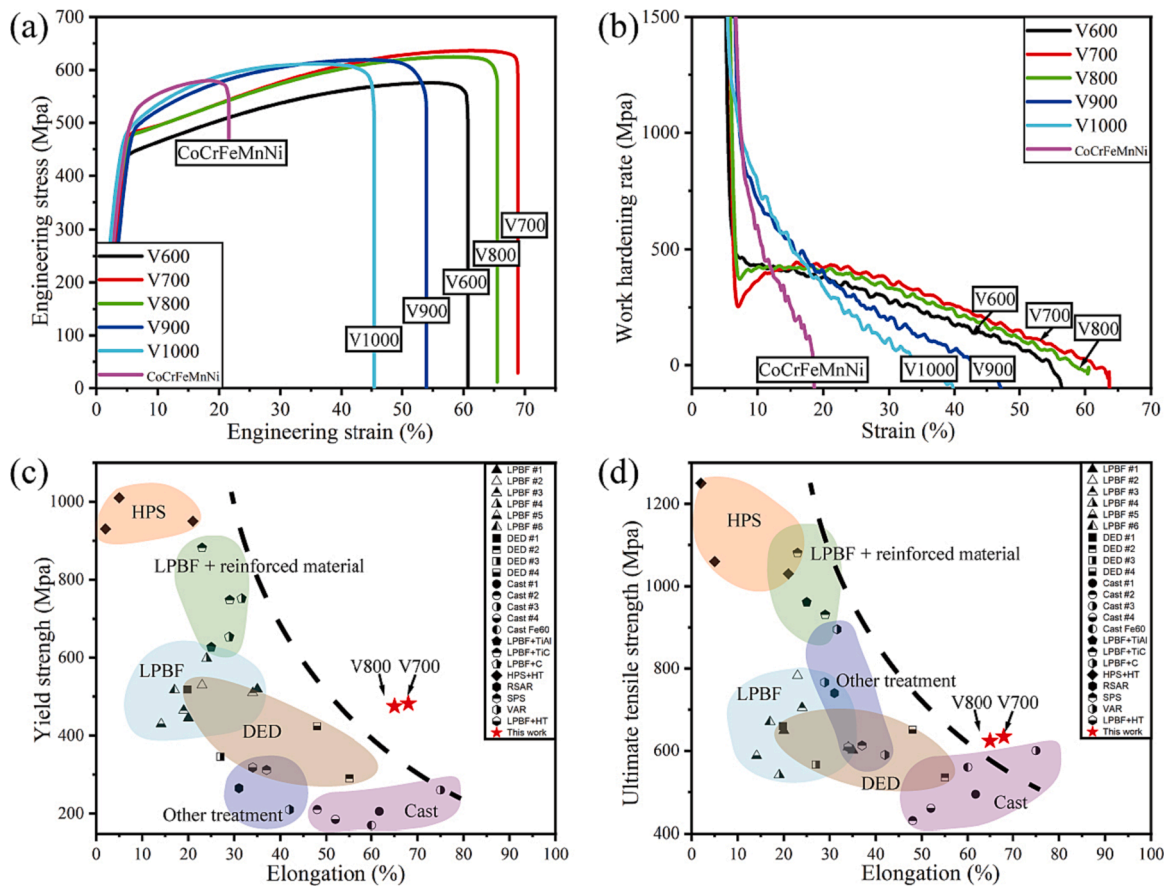 (a)
700
600
500
400
300
200
100
0
Engineering stress (Mpa)
CoCrFeMnNi
V600
V700
V800
V900
V1000
CoCrFeMnNi
V1000
V900
V600
V800
V700
0 10 20 30 40 50 60 70 75
Engineering strain (%)
(b)
1500
1000
500
0
Work hardening rate (Mpa)
V600
V700
V800
V900
V1000
CoCrFeMnNi
V600
V700
V800
CoCrFeMnNi
V1000
V900
0 10 20 30 40 50 60 70
Strain (%)
(c)
1000
800
600
400
200
Yield strengh (Mpa)
HPS
LPBF + reinforced material
LPBF
V800 V700
DED
Other treatment
Cast
LPBF #1
LPBF #2
LPBF #3
LPBF #4
LPBF #5
LPBF #6
DED #1
DED #2
DED #3
DED #4
Cast #1
Cast #2
Cast #3
Cast #4
Cast Fe60
LPBF+TiAl
LPBF+TiC
LPBF+C
HPS+HT
RSAR
SPS
VAR
LPBF+HT
This work
0 10 20 30 40 50 60 70 80 90 100
Elongation (%)
(d)
1200
1000
800
600
400
Ultimate tensile strength (Mpa)
HPS
LPBF + reinforced material
LPBF
Other treatment
V800 V700
DED
Cast
LPBF #1
LPBF #2
LPBF #3
LPBF #4
LPBF #5
LPBF #6
DED #1
DED #2
DED #3
DED #4
Cast #1
Cast #2
Cast #3
Cast #4
Cast Fe60
LPBF+TiAl
LPBF+TiC
LPBF+C
HPS+HT
RSAR
SPS
VAR
LPBF+HT
This work
0 10 20 30 40 50 60 70 80 90 100
Elongation (%)